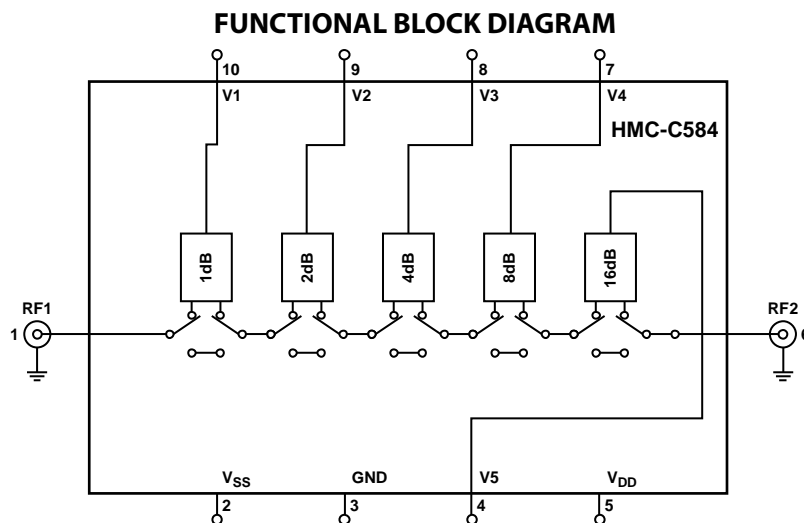 FUNCTIONAL BLOCK DIAGRAM
10 9 8 7
V1 V2 V3 V4
HMC-C584
1dB 2dB 4dB 8dB 16dB
RF1 RF2
1 6
VSS GND V5 VDD
2 3 4 5